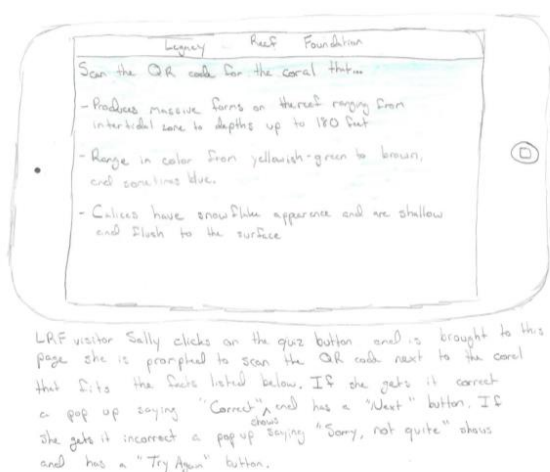 Legacy Reef Foundation
Scan the QR code for the coral that...
- Produces massive forms on the reef ranging from
intertidal zone to depths up to 180 feet
- Range in color from yellowish-green to brown,
and sometimes blue.
- Calices have snowflake apperence and are shallow
and flush to the surface
LRF visitor Sally clicks on the quiz button and is brought to this
page she is prompted to scan the QR code next to the coral
that fits the facts listed below. If she gets it correct
a pop up saying "Correct" ^ and has a "Next" button. If
shows
she gets it incorrect a pop up saying "Sorry, not quite" shows
and has a "Try Again" button.